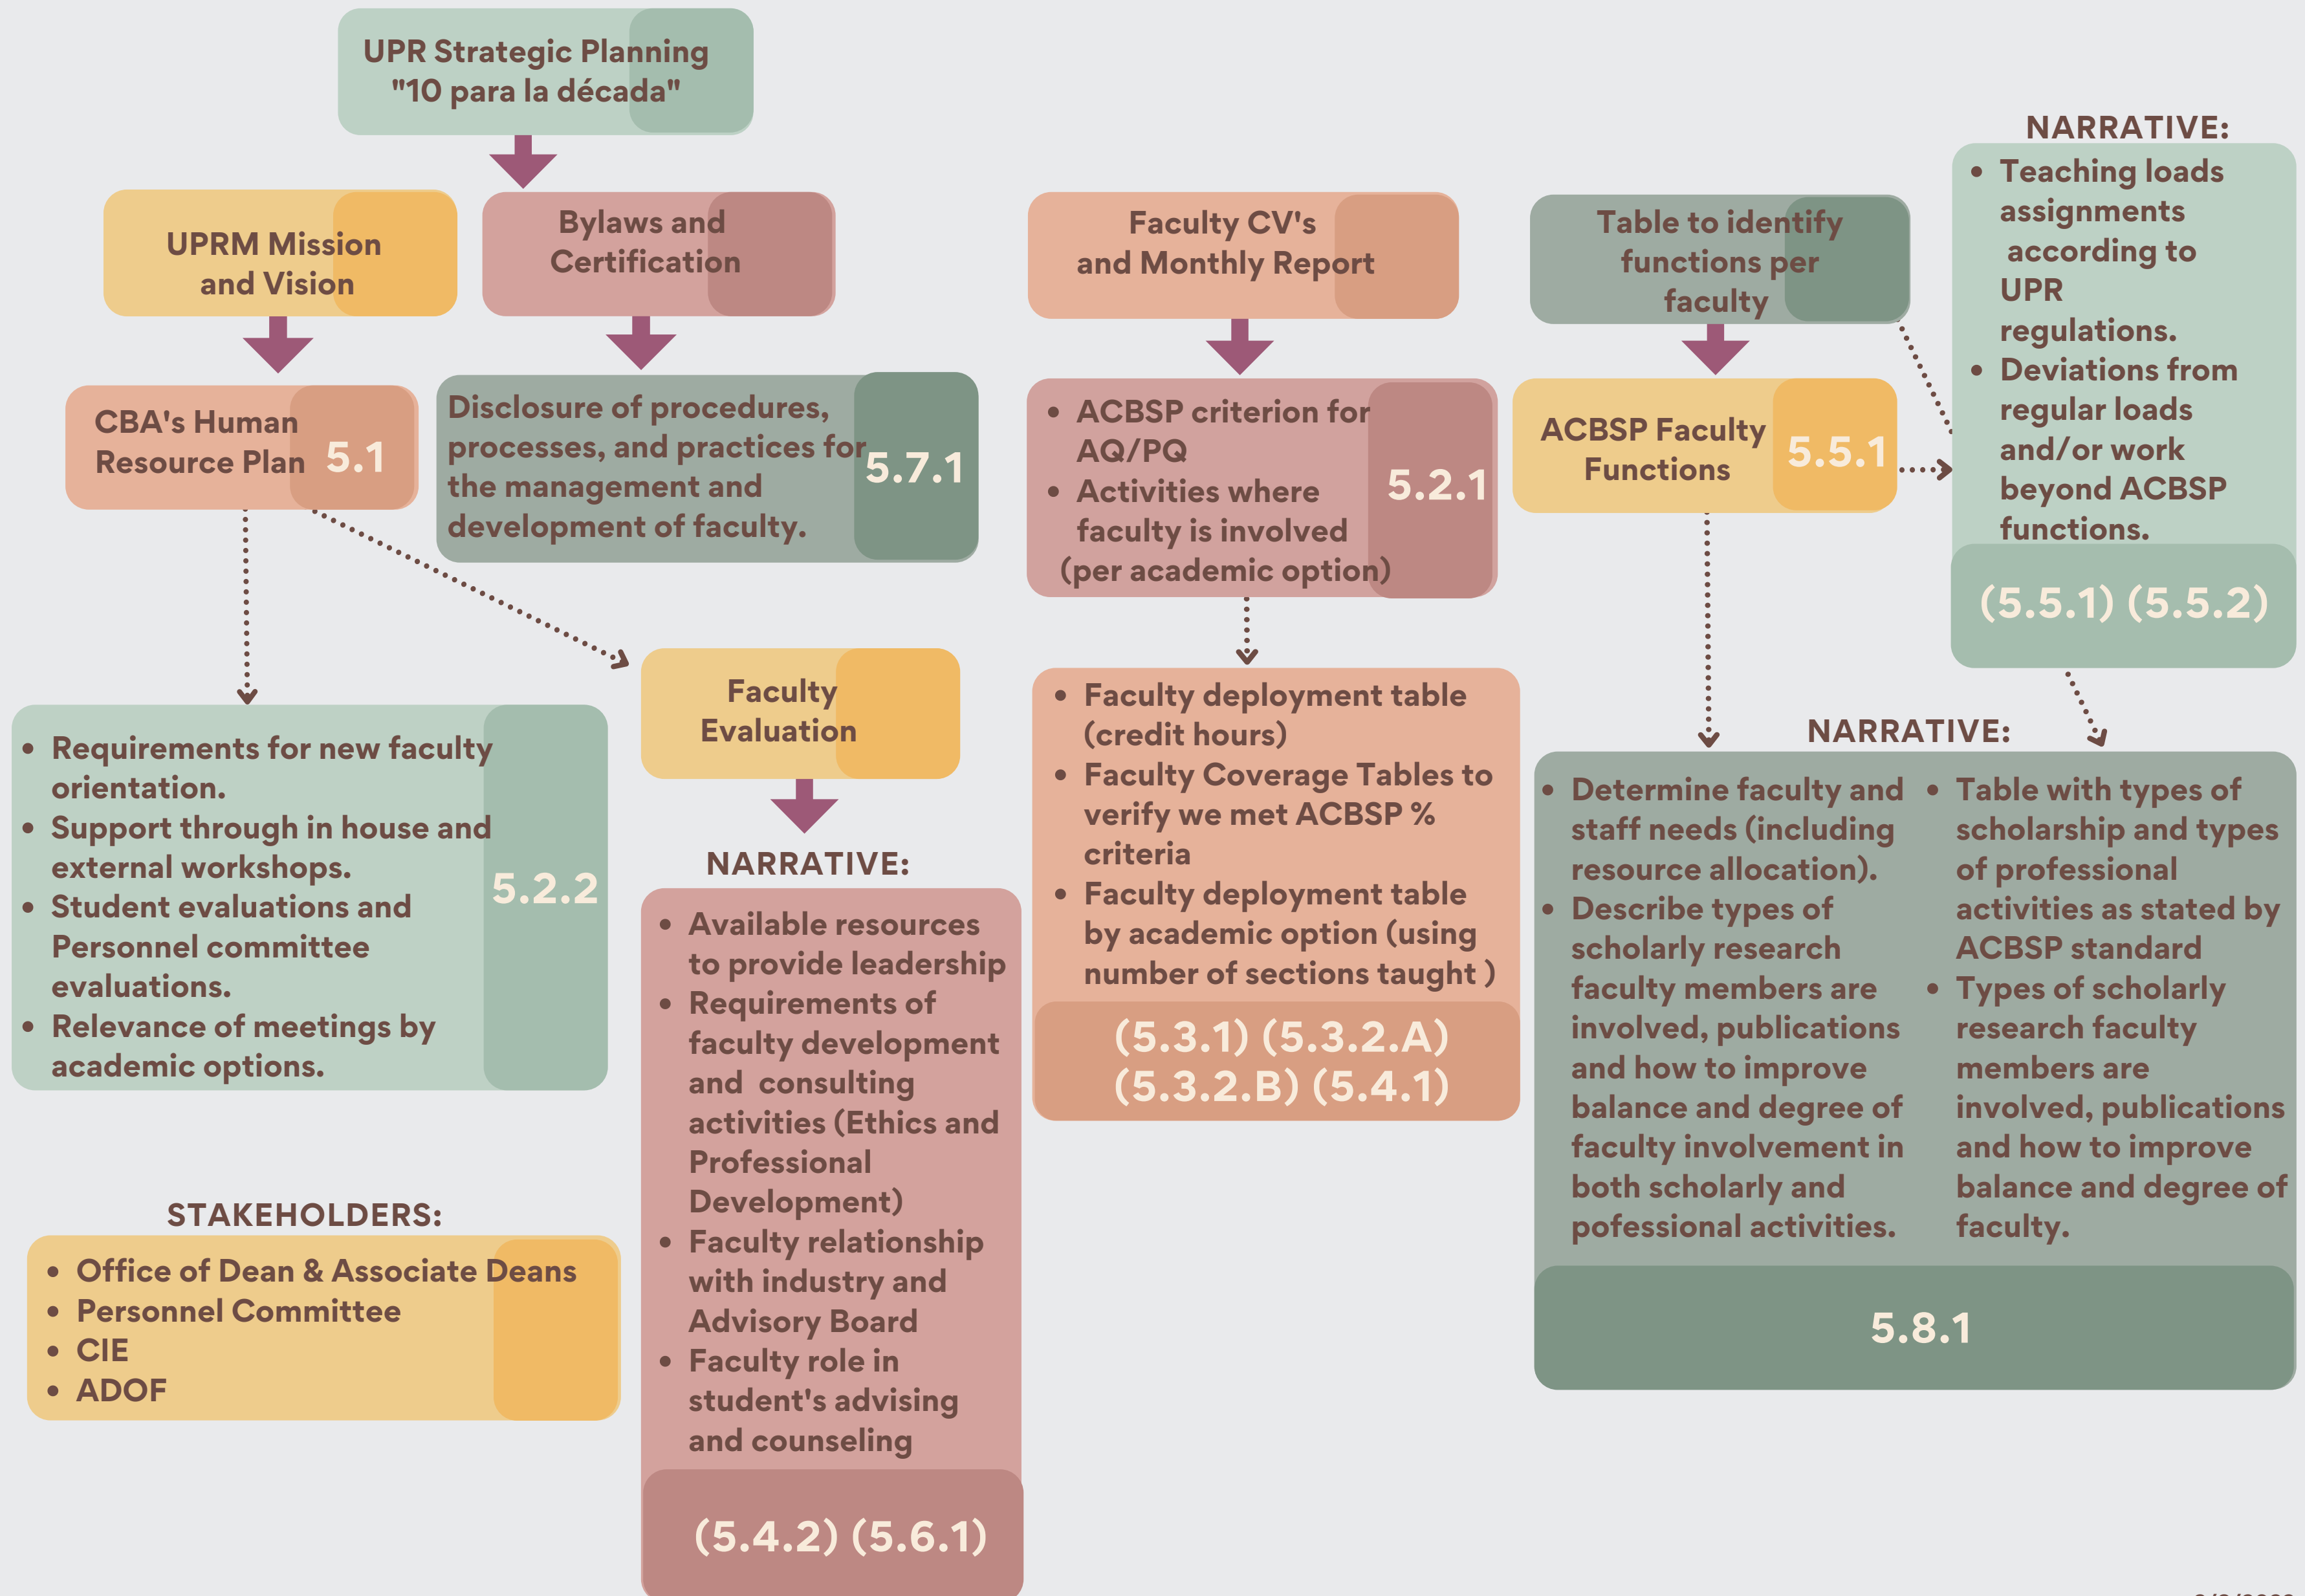 UPR Strategic Planning
"10 para la década"
UPRM Mission
and Vision
Bylaws and
Certification
Faculty CV's
and Monthly Report
Table to identify
functions per
faculty
NARRATIVE:
• Teaching loads
assignments
according to
UPR
regulations.
• Deviations from
regular loads
and/or work
beyond ACBSP
functions.
(5.5.1) (5.5.2)
CBA's Human
Resource Plan
5.1
Disclosure of procedures,
processes, and practices for
the management and
development of faculty.
5.7.1
• ACBSP criterion for
AQ/PQ
• Activities where
faculty is involved
(per academic option)
5.2.1
ACBSP Faculty
Functions
5.5.1
• Requirements for new faculty
orientation.
• Support through in house and
external workshops.
• Student evaluations and
Personnel committee
evaluations.
• Relevance of meetings by
academic options.
5.2.2
Faculty
Evaluation
NARRATIVE:
• Available resources
to provide leadership
• Requirements of
faculty development
and consulting
activities (Ethics and
Professional
Development)
• Faculty relationship
with industry and
Advisory Board
• Faculty role in
student's advising
and counseling
(5.4.2) (5.6.1)
• Faculty deployment table
(credit hours)
• Faculty Coverage Tables to
verify we met ACBSP %
criteria
• Faculty deployment table
by academic option (using
number of sections taught )
(5.3.1) (5.3.2.A)
(5.3.2.B) (5.4.1)
NARRATIVE:
• Determine faculty and
staff needs (including
resource allocation).
• Describe types of
scholarly research
faculty members are
involved, publications
and how to improve
balance and degree of
faculty involvement in
both scholarly and
pofessional activities.
• Table with types of
scholarship and types
of professional
activities as stated by
ACBSP standard
• Types of scholarly
research faculty
members are
involved, publications
and how to improve
balance and degree of
faculty.
5.8.1
STAKEHOLDERS:
• Office of Dean & Associate Deans
• Personnel Committee
• CIE
• ADOF